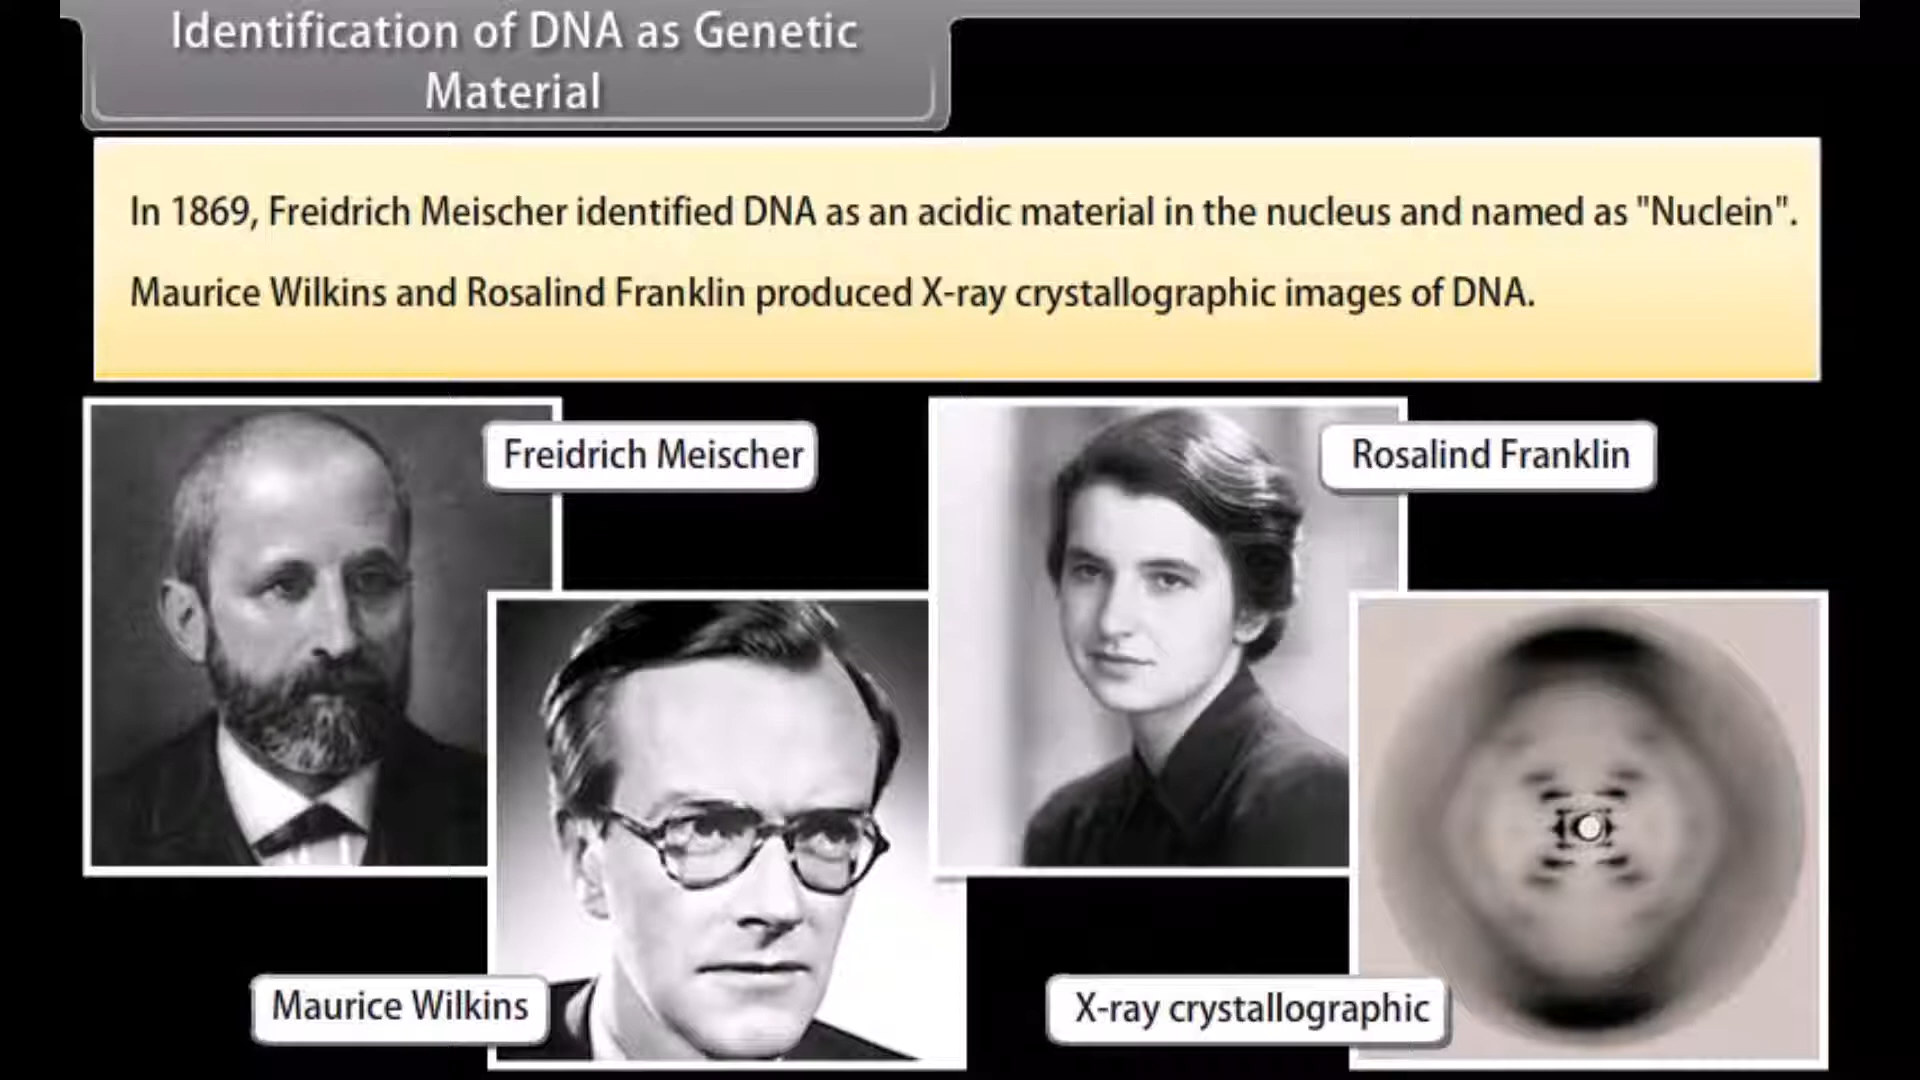 Identification of DNA as Genetic
Material
In 1869, Freidrich Meischer identified DNA as an acidic material in the nucleus and named as "Nuclein".
Maurice Wilkins and Rosalind Franklin produced X-ray crystallographic images of DNA.
Freidrich Meischer
Rosalind Franklin
Maurice Wilkins
X-ray crystallographic